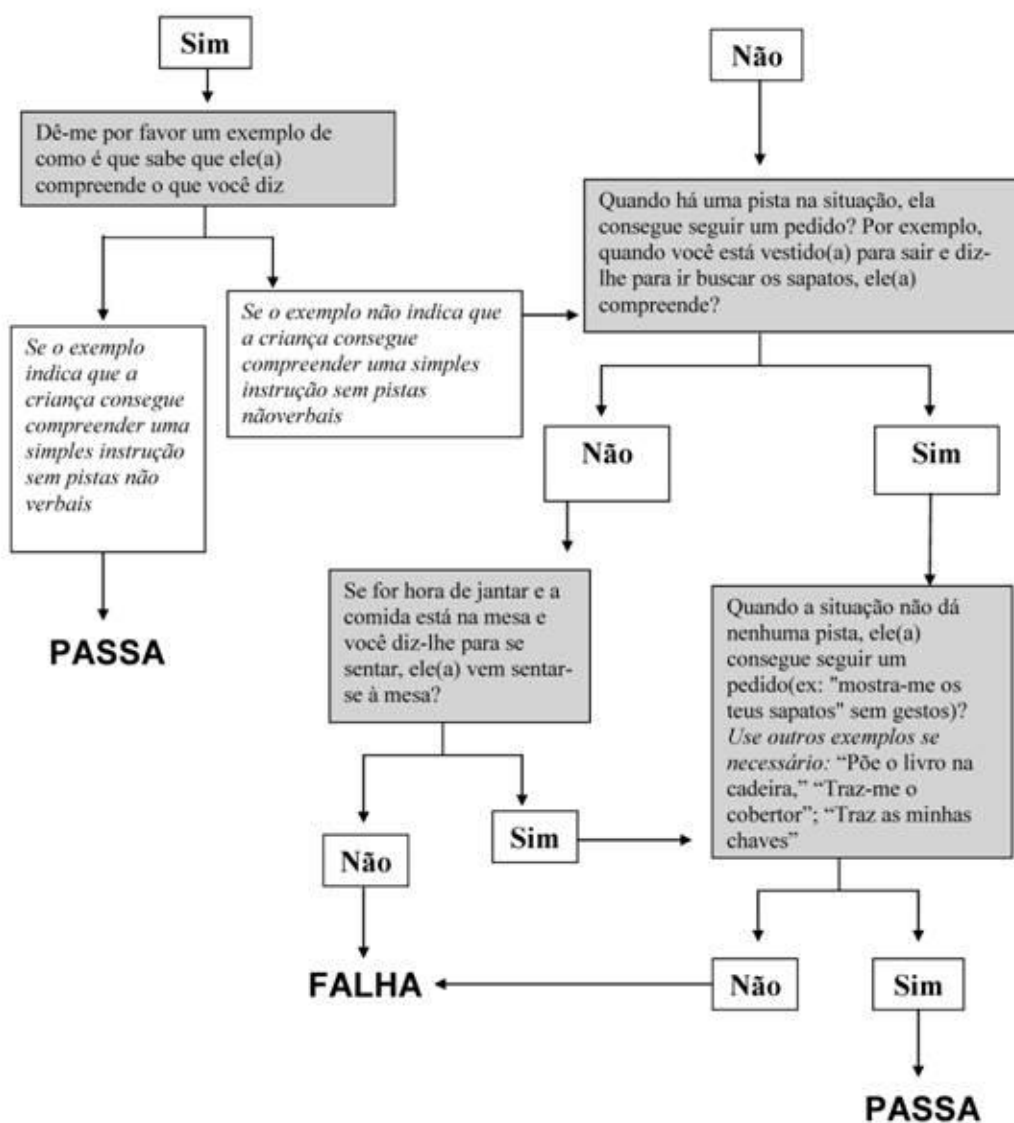 Sim
Não
Dê-me por favor um exemplo de
como é que sabe que ele(a)
compreende o que você diz
Quando há uma pista na situação, ela
consegue seguir um pedido? Por exemplo,
quando você está vestido(a) para sair e diz-
lhe para ir buscar os sapatos, ele(a)
compreende?
Se o exemplo não indica que
a criança consegue
compreender uma simples
instrução sem pistas
nãoverbais
Se o exemplo
indica que a
criança consegue
compreender uma
simples instrução
sem pistas não
verbais
Não
Sim
PASSA
Se for hora de jantar e a
comida está na mesa e
você diz-lhe para se
sentar, ele(a) vem sentar-
se à mesa?
Quando a situação não dá
nenhuma pista, ele(a)
consegue seguir um
pedido(ex: "mostra-me os
teus sapatos" sem gestos)?
Use outros exemplos se
necessário: “Põe o livro na
cadeira,” “Traz-me o
cobertor”; “Traz as minhas
chaves”
Não
Sim
FALHA
Não
Sim
PASSA